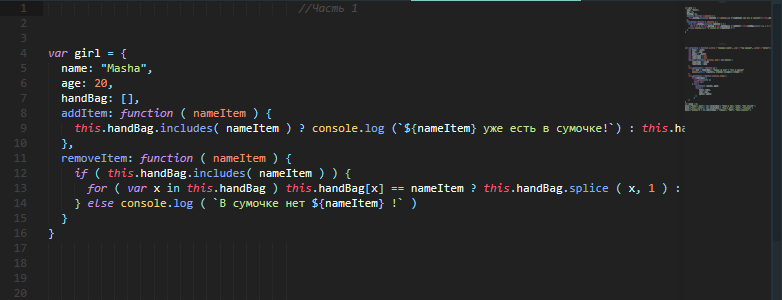 1 //Часть 1
2
3
4 var girl = {
5 name: "Masha",
6 age: 20,
7 handBag: [],
8 addItem: function ( nameItem ) {
9 this.handBag.includes( nameItem ) ? console.log (`${nameItem} уже есть в сумочке!`) : this.ha
10 },
11 removeItem: function ( nameItem ) {
12 if ( this.handBag.includes( nameItem ) ) {
13 for ( var x in this.handBag ) this.handBag[x] == nameItem ? this.handBag.splice ( x, 1 ) :
14 } else console.log ( `В сумочке нет ${nameItem} !` )
15 }
16 }
17
18
19
20